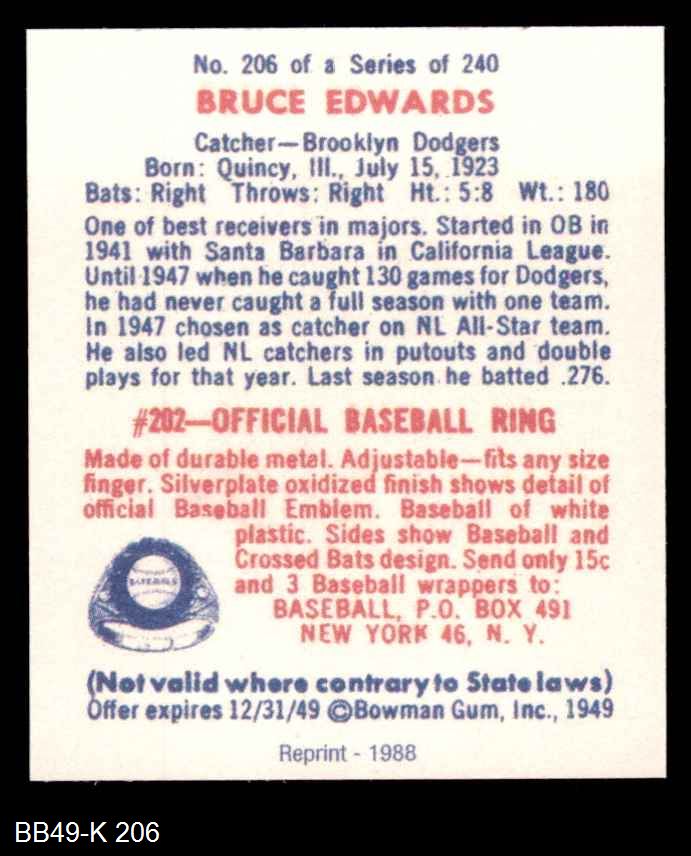 No. 206 of a Series of 240
BRUCE EDWARDS
Catcher—Brooklyn Dodgers
Born: Quincy, Ill., July 15, 1923
Bats: Right Throws: Right Ht.: 5:8 Wt.: 180
One of best receivers in majors. Started in OB in
1941 with Santa Barbara in California League.
Until 1947 when he caught 130 games for Dodgers,
he had never caught a full season with one team.
In 1947 chosen as catcher on NL All-Star team.
He also led NL catchers in putouts and double
plays for that year. Last season he batted .276.
#202—OFFICIAL BASEBALL RING
Made of durable metal. Adjustable—fits any size
finger. Silverplate oxidized finish shows detail of
official Baseball Emblem. Baseball of white
plastic. Sides show Baseball and
Crossed Bats design. Send only 15c
and 3 Baseball wrappers to:
BASEBALL, P.O. BOX 491
NEW YORK 46, N. Y.
BASEBALL
(Not valid where contrary to State laws)
Offer expires 12/31/49 ©Bowman Gum, Inc., 1949
Reprint - 1988
BB49-K 206